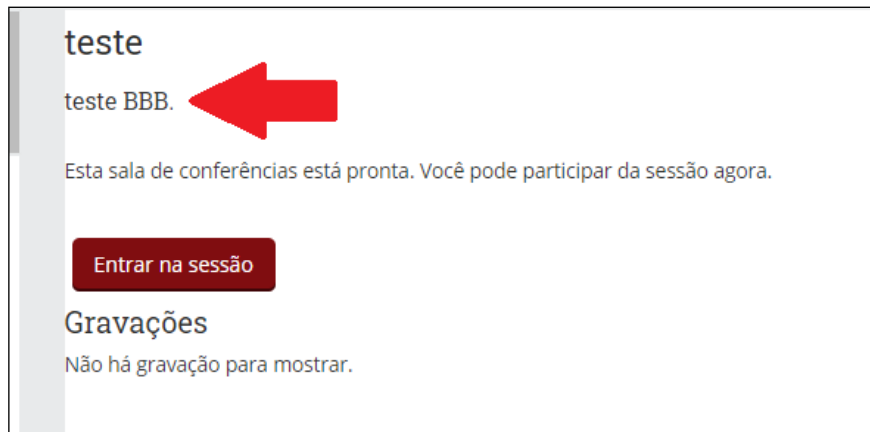 teste
teste BBB.
Esta sala de conferências está pronta. Você pode participar da sessão agora.
Entrar na sessão
Gravações
Não há gravação para mostrar.